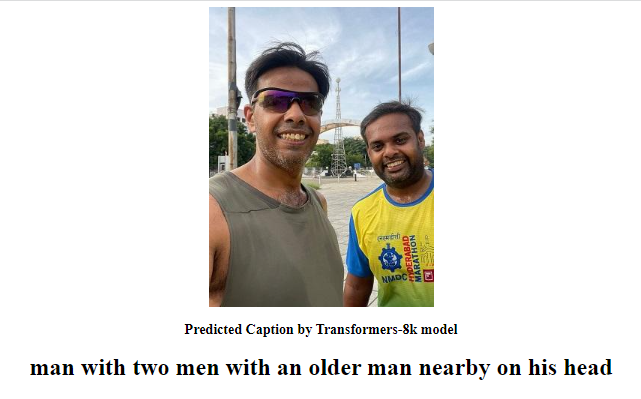 NMDC
HYDERABAD
MARATHON
Predicted Caption by Transformers-8k model
man with two men with an older man nearby on his head